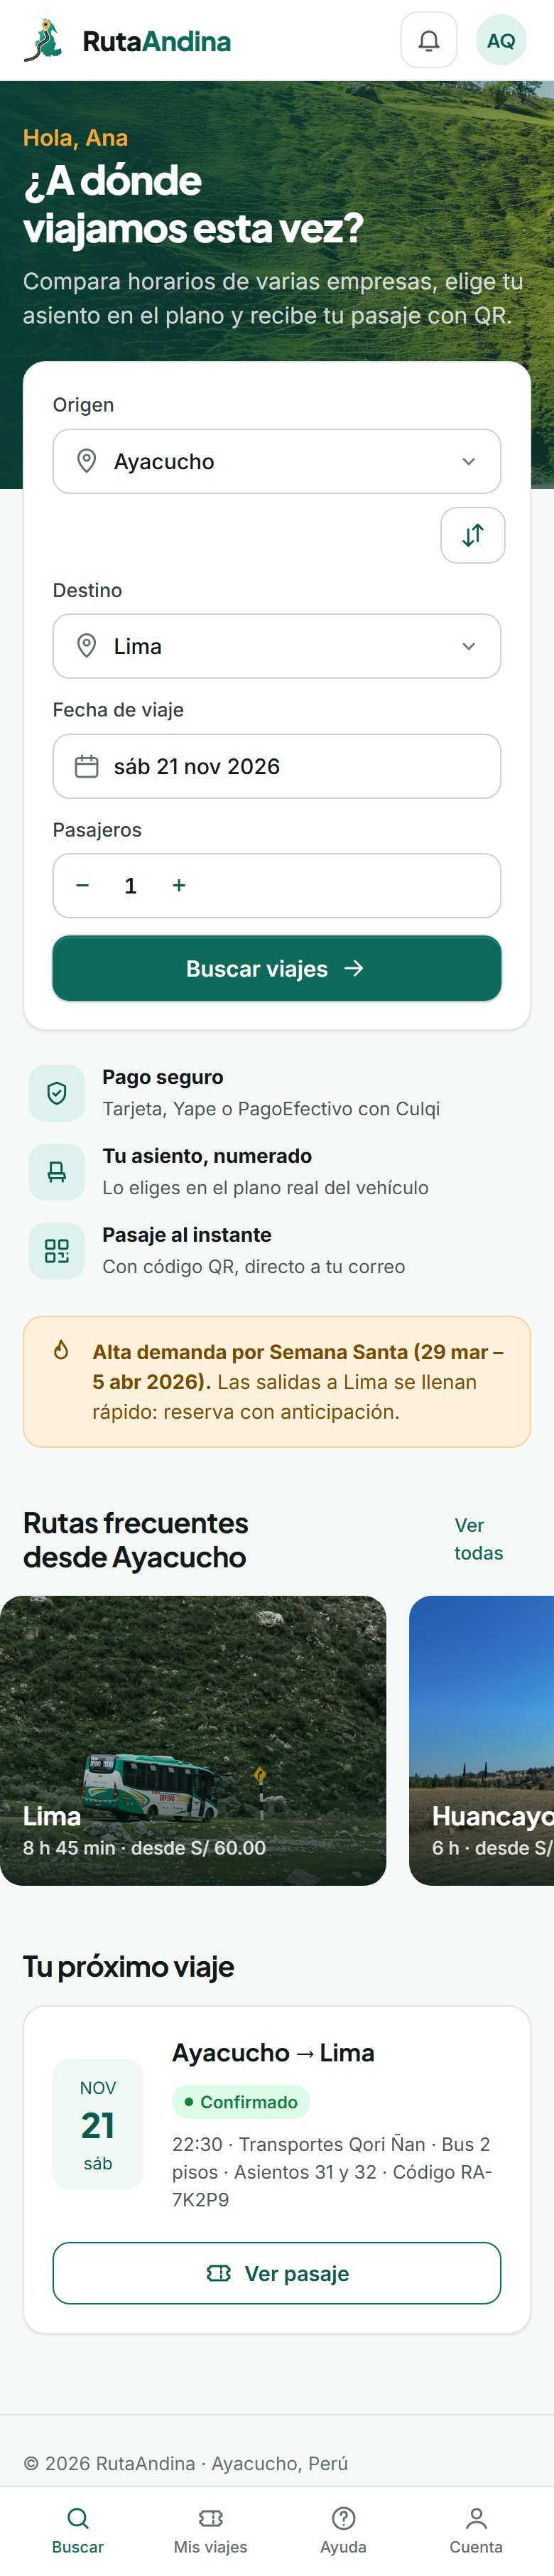 RutaAndina
AQ
Hola, Ana
¿A dónde
viajamos esta vez?
Compara horarios de varias empresas, elige tu
asiento en el plano y recibe tu pasaje con QR.
Origen
Ayacucho
Destino
Lima
Fecha de viaje
sáb 21 nov 2026
Pasajeros
− 1 +
Buscar viajes →
Pago seguro
Tarjeta, Yape o PagoEfectivo con Culqi
Tu asiento, numerado
Lo eliges en el plano real del vehículo
Pasaje al instante
Con código QR, directo a tu correo
Alta demanda por Semana Santa (29 mar –
5 abr 2026). Las salidas a Lima se llenan
rápido: reserva con anticipación.
Rutas frecuentes
desde Ayacucho
Ver
todas
Lima
8 h 45 min · desde S/ 60.00
Huancayo
6 h · desde S/
Tu próximo viaje
NOV
21
sáb
Ayacucho → Lima
Confirmado
22:30 · Transportes Qori Ñan · Bus 2
pisos · Asientos 31 y 32 · Código RA-
7K2P9
Ver pasaje
© 2026 RutaAndina · Ayacucho, Perú
Buscar
Mis viajes
Ayuda
Cuenta